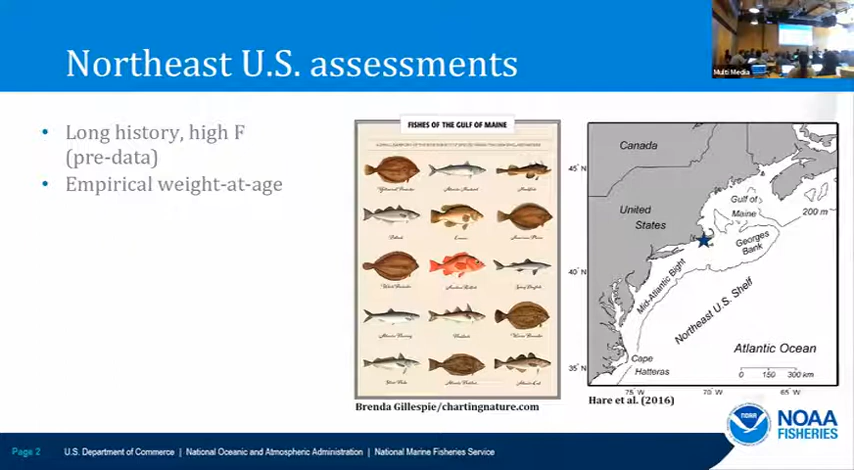 Northeast U.S. assessments
Multi Media
• Long history, high F
(pre-data)
• Empirical weight-at-age
FISHES OF THE GULF OF MAINE
Brenda Gillespie/chartingnature.com
Canada
45°N
United
States
Gulf of
Maine
200 m
Georges
Bank
40°N
Mid-Atlantic Bight
Northeast U.S. Shelf
Atlantic Ocean
Cape
Hatteras
0 150 300 km
35°N
75°W 70°W 65°W
Hare et al. (2016)
NOAA
FISHERIES
Page 2 U.S. Department of Commerce | National Oceanic and Atmospheric Administration | National Marine Fisheries Service